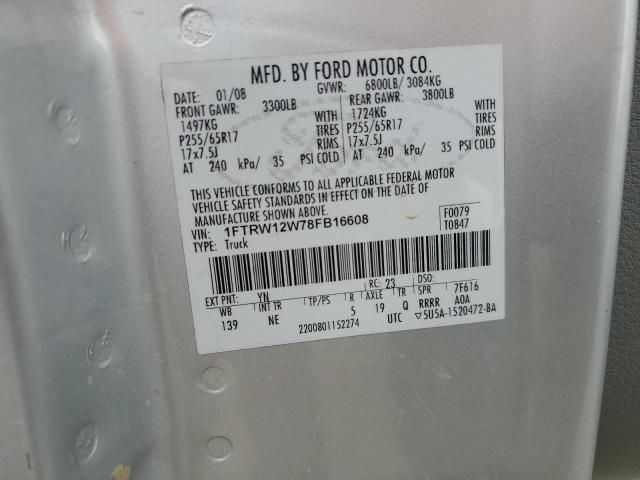 MFD. BY FORD MOTOR CO.
DATE: 01/08 GVWR: 6800LB/ 3084KG
FRONT GAWR: 3300LB REAR GAWR: 3800LB
1497KG WITH 1724KG WITH
P255/65R17 TIRES P255/65R17 TIRES
17x7.5J RIMS 17x7.5J RIMS
AT 240 kPa/ 35 PSI COLD AT 240 kPa/ 35 PSI COLD
THIS VEHICLE CONFORMS TO ALL APPLICABLE FEDERAL MOTOR
VEHICLE SAFETY STANDARDS IN EFFECT ON THE DATE OF
MANUFACTURE SHOWN ABOVE.
VIN: 1FTRW12W78FB16608 F0079
TYPE: Truck T0847
EXT PNT: YN RC: 23 DSO:
WB INT TR TP/PS R AXLE TR SPR 7F616
139 NE 5 19 Q RRRR A0A
2200801152274 UTC ▽5U5A-1520472-BA